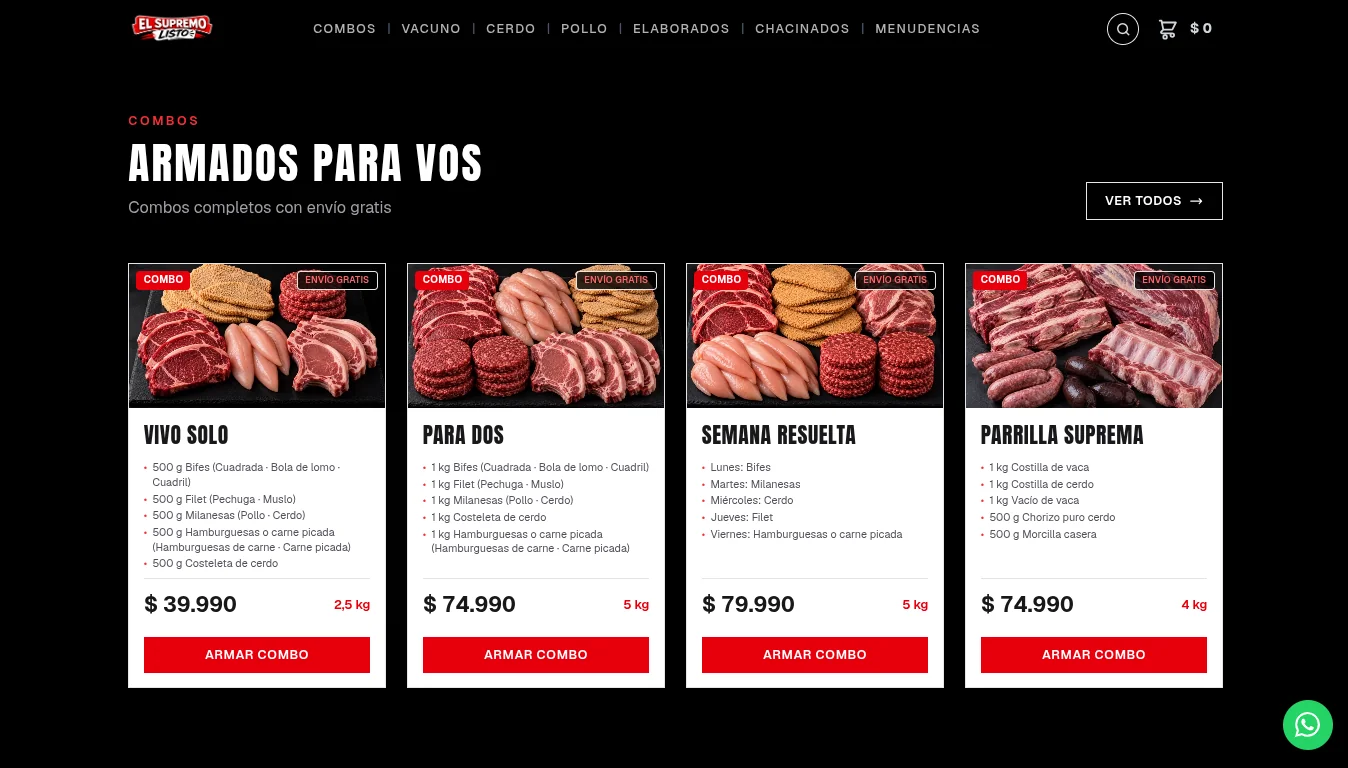 EL SUPREMO
LISTO
COMBOS | VACUNO | CERDO | POLLO | ELABORADOS | CHACINADOS | MENUDENCIAS
$ 0
COMBOS
ARMADOS PARA VOS
Combos completos con envío gratis
VER TODOS →
COMBO
ENVÍO GRATIS
VIVO SOLO
• 500 g Bifes (Cuadrada · Bola de lomo ·
Cuadril)
• 500 g Filet (Pechuga · Muslo)
• 500 g Milanesas (Pollo · Cerdo)
• 500 g Hamburguesas o carne picada
(Hamburguesas de carne · Carne picada)
• 500 g Costeleta de cerdo
$ 39.990
2,5 kg
ARMAR COMBO
COMBO
ENVÍO GRATIS
PARA DOS
• 1 kg Bifes (Cuadrada · Bola de lomo · Cuadril)
• 1 kg Filet (Pechuga · Muslo)
• 1 kg Milanesas (Pollo · Cerdo)
• 1 kg Costeleta de cerdo
• 1 kg Hamburguesas o carne picada
(Hamburguesas de carne · Carne picada)
$ 74.990
5 kg
ARMAR COMBO
COMBO
ENVÍO GRATIS
SEMANA RESUELTA
• Lunes: Bifes
• Martes: Milanesas
• Miércoles: Cerdo
• Jueves: Filet
• Viernes: Hamburguesas o carne picada
$ 79.990
5 kg
ARMAR COMBO
COMBO
ENVÍO GRATIS
PARRILLA SUPREMA
• 1 kg Costilla de vaca
• 1 kg Costilla de cerdo
• 1 kg Vacío de vaca
• 500 g Chorizo puro cerdo
• 500 g Morcilla casera
$ 74.990
4 kg
ARMAR COMBO